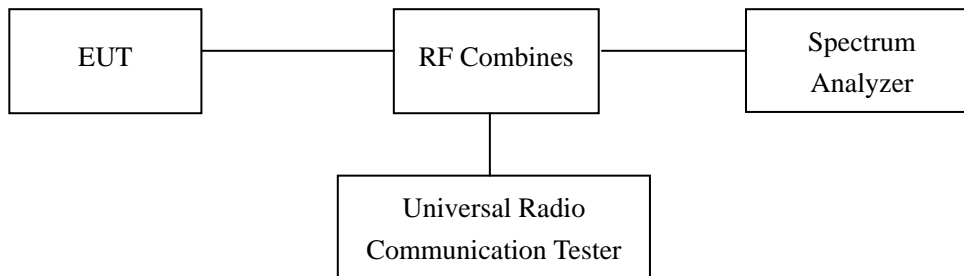 EUT
RF Combines
Spectrum
Analyzer
Universal Radio
Communication Tester